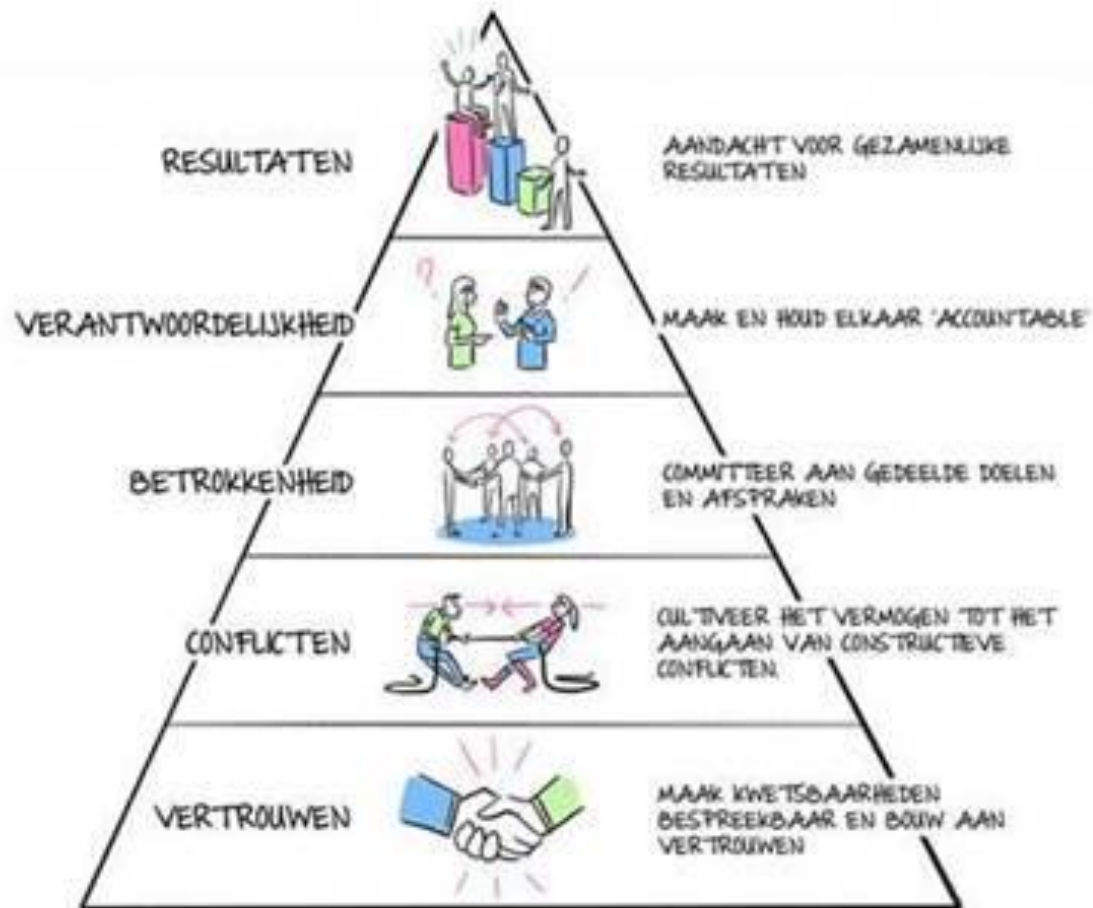 RESULTATEN
AANDACHT VOOR GEZAMENLIJKE
RESULTATEN
?
!
VERANTWOORDELIJKHEID
MAAK EN HOUD ELKAAR 'ACCOUNTABLE'
BETROKKENHEID
COMMITTEER AAN GEDEELDE DOELEN
EN AFSPRAKEN
CONFLICTEN
CULTIVEER HET VERMOGEN TOT HET
AANGAAN VAN CONSTRUCTIEVE
CONFLICTEN.
VERTROUWEN
MAAK KWETSBAARHEDEN
BESPREEKBAAR EN BOUW AAN
VERTROUWEN